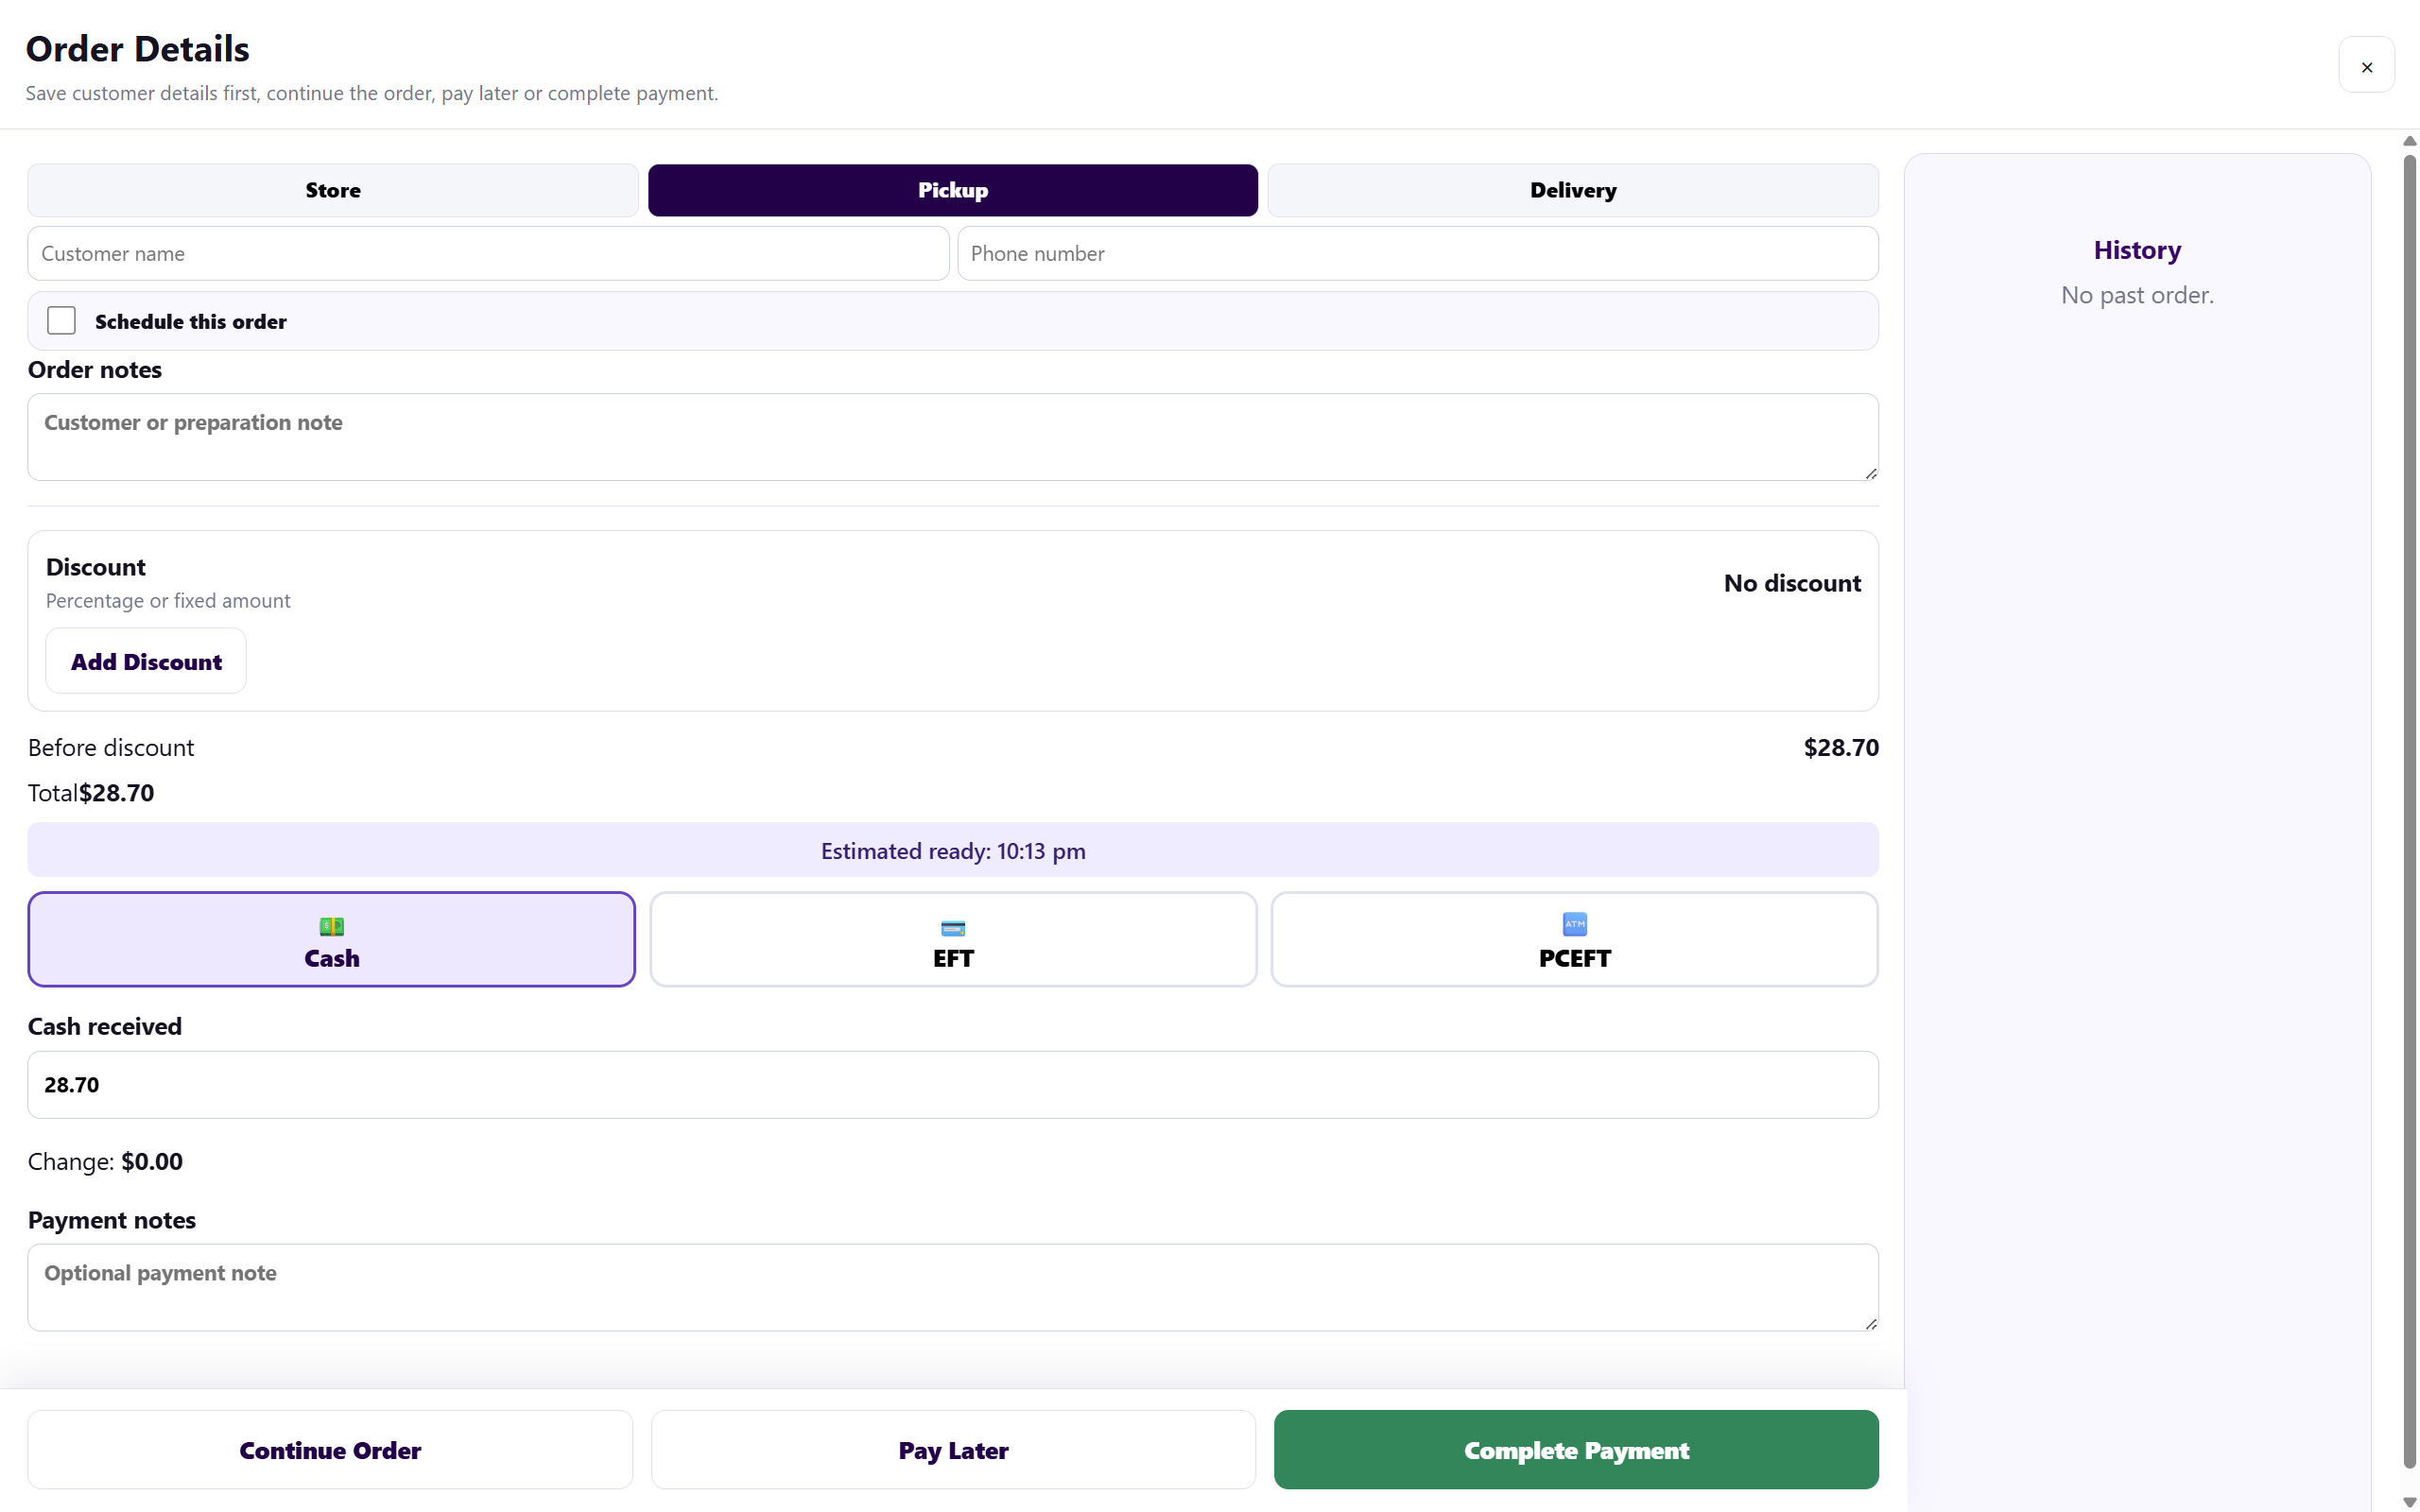 Order Details
Save customer details first, continue the order, pay later or complete payment.
×
Store
Pickup
Delivery
Customer name
Phone number
Schedule this order
Order notes
Customer or preparation note
Discount
Percentage or fixed amount
No discount
Add Discount
Before discount
$28.70
Total$28.70
Estimated ready: 10:13 pm
Cash
EFT
ATM
PCEFT
Cash received
28.70
Change: $0.00
Payment notes
Optional payment note
Continue Order
Pay Later
Complete Payment
History
No past order.